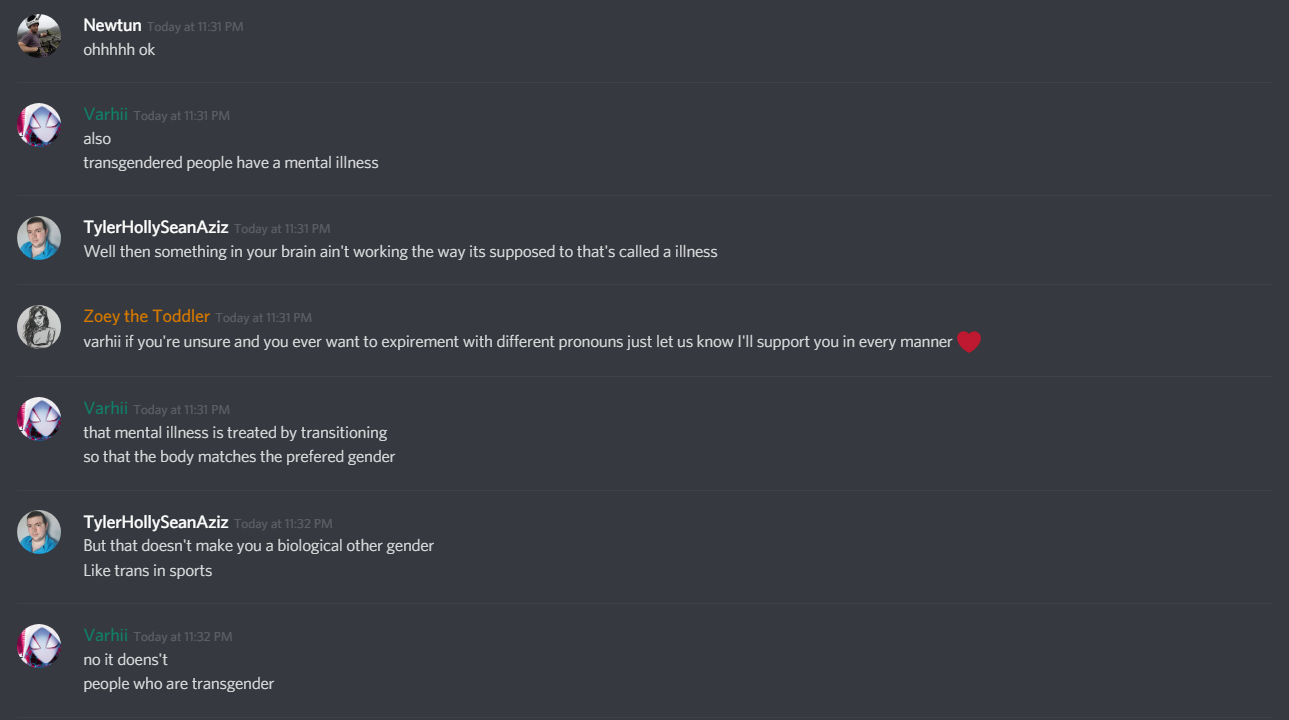 Newtun Today at 11:31 PM
ohhhhh ok
Varhii Today at 11:31 PM
also
transgendered people have a mental illness
TylerHollySeanAziz Today at 11:31 PM
Well then something in your brain ain't working the way its supposed to that's called a illness
Zoey the Toddler Today at 11:31 PM
varhii if you're unsure and you ever want to expirement with different pronouns just let us know I'll support you in every manner
Varhii Today at 11:31 PM
that mental illness is treated by transitioning
so that the body matches the prefered gender
TylerHollySeanAziz Today at 11:32 PM
But that doesn't make you a biological other gender
Like trans in sports
Varhii Today at 11:32 PM
no it doens't
people who are transgender